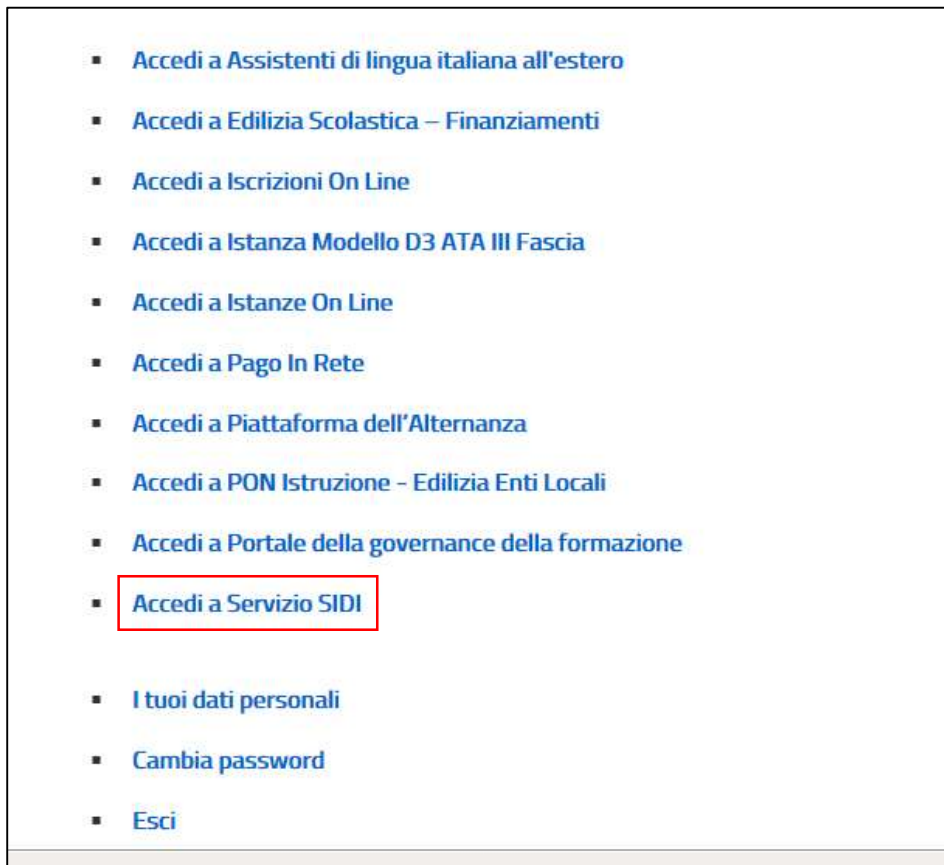 Accedi a Assistenti di lingua italiana all'estero
Accedi a Edilizia Scolastica – Finanziamenti
Accedi a Iscrizioni On Line
Accedi a Istanza Modello D3 ATA III Fascia
Accedi a Istanze On Line
Accedi a Pago In Rete
Accedi a Piattaforma dell’Alternanza
Accedi a PON Istruzione - Edilizia Enti Locali
Accedi a Portale della governance della formazione
Accedi a Servizio SIDI
I tuoi dati personali
Cambia password
Esci